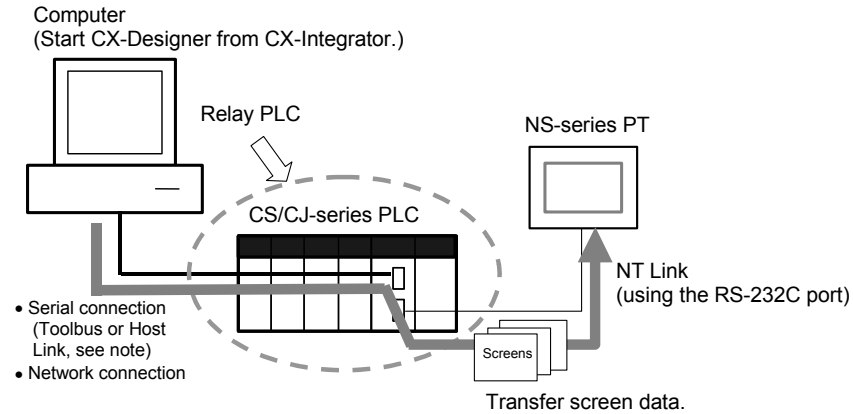 Computer
(Start CX-Designer from CX-Integrator.)
Relay PLC
NS-series PT
CS/CJ-series PLC
NT Link
(using the RS-232C port)
• Serial connection
(Toolbus or Host
Link, see note)
• Network connection
Screens
Transfer screen data.